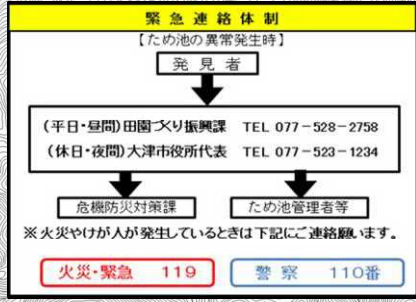 緊急連絡体制
【ため池の異常発生時】
発見者
(平日・昼間)田園づくり振興課 TEL 077-528-2758
(休日・夜間)大津市役所代表 TEL 077-523-1234
危機防災対策課 ため池管理者等
※火災やけが人が発生しているときは下記にご連絡願います。
火災・緊急 119 警察 110番